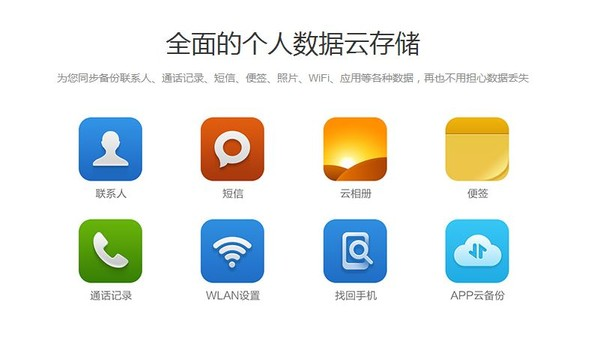 全面的个人数据云存储
为您同步备份联系人、通话记录、短信、便签、照片、WiFi、应用等各种数据，再也不用担心数据丢失
联系人 短信 云相册 便签
通话记录 WLAN设置 找回手机 APP云备份